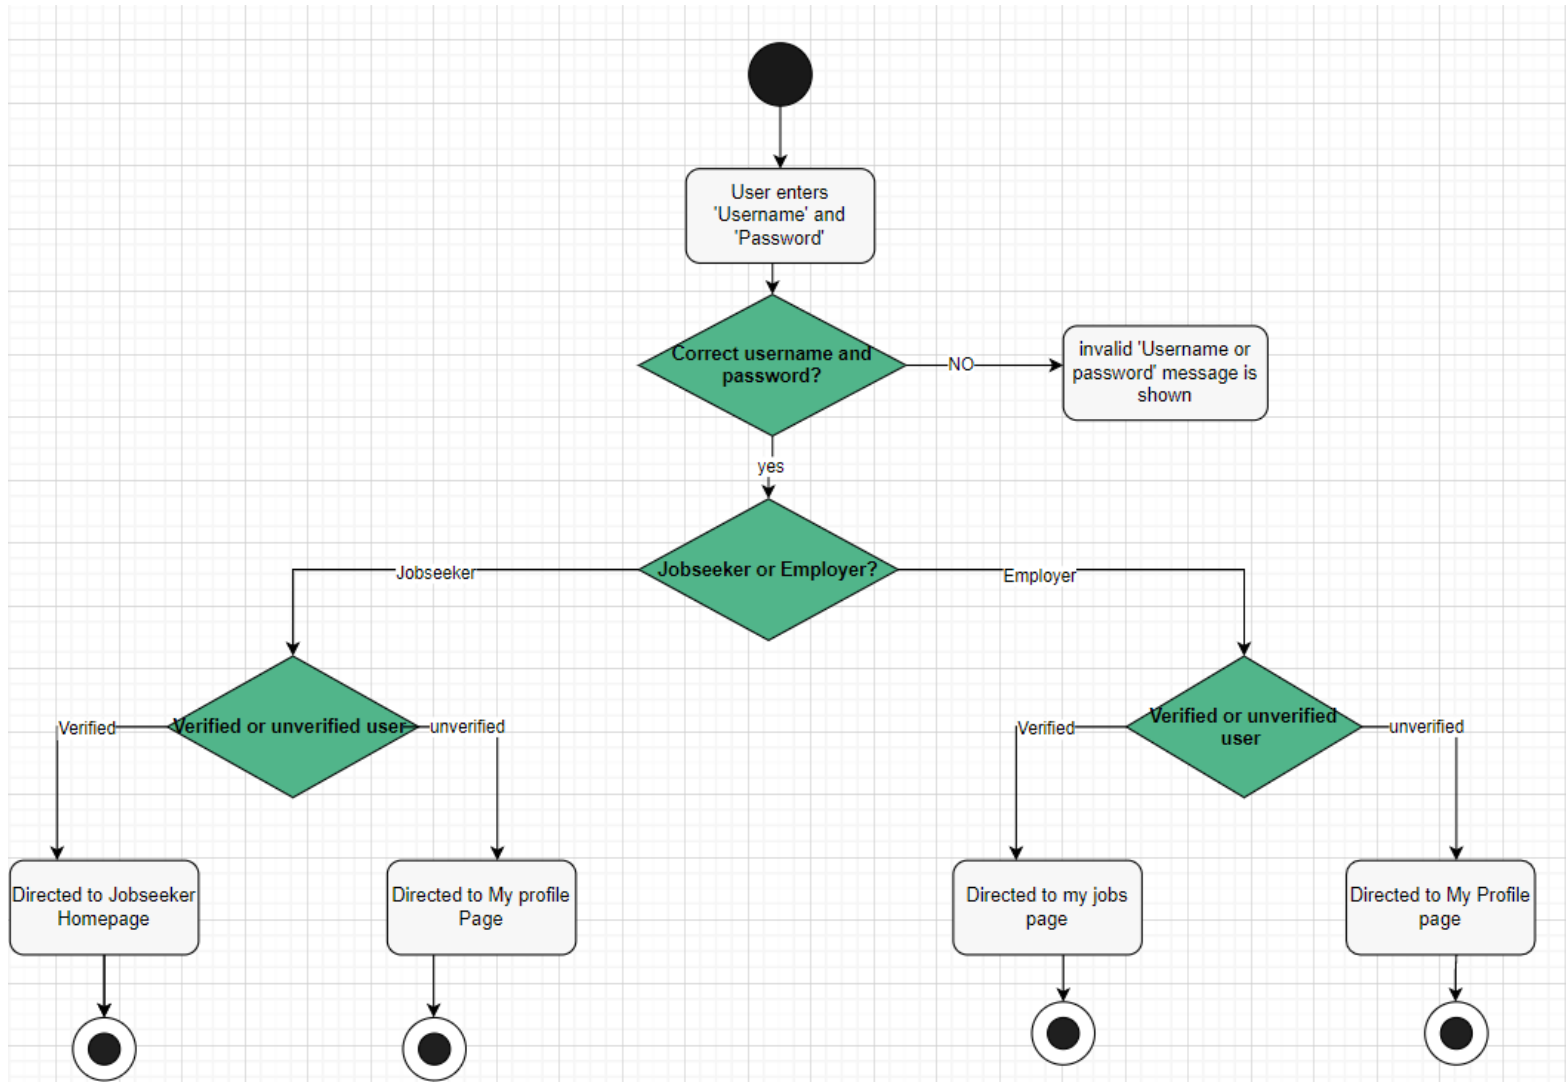 User enters
'Username' and
'Password'
Correct username and
password?
NO
invalid 'Username or
password' message is
shown
yes
Jobseeker or Employer?
Jobseeker
Employer
Verified or unverified user
Verified
unverified
Verified or unverified
user
Verified
unverified
Directed to Jobseeker
Homepage
Directed to My profile
Page
Directed to my jobs
page
Directed to My Profile
page